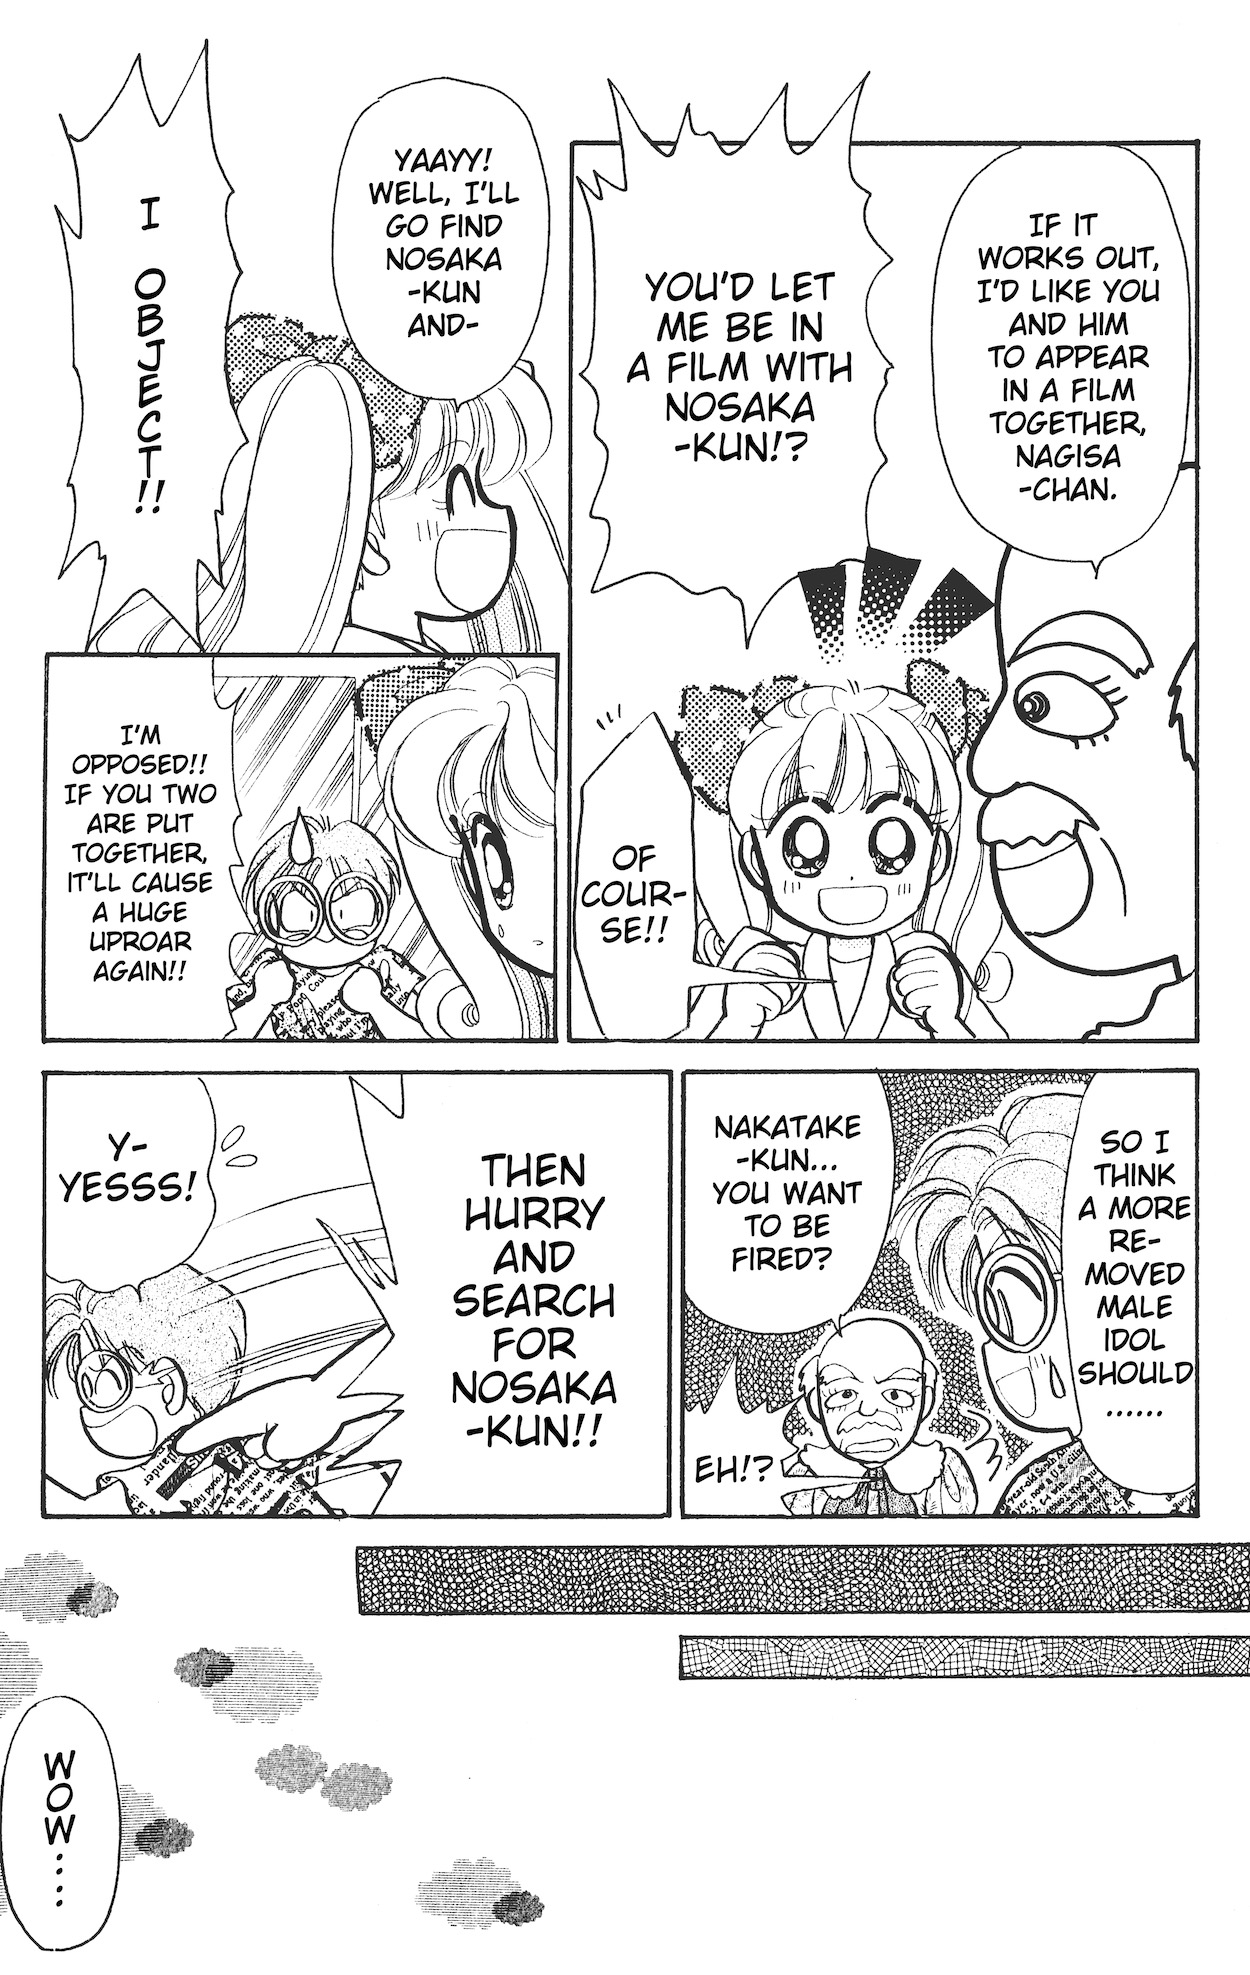 IF IT
WORKS OUT,
I'D LIKE YOU
AND HIM
TO APPEAR
IN A FILM
TOGETHER,
NAGISA
-CHAN.
YOU'D LET
ME BE IN
A FILM WITH
NOSAKA
-KUN!?
OF
COUR-
SE!!
YAAYY!
WELL, I'LL
GO FIND
NOSAKA
-KUN
AND-
I OBJECT!!
I'M
OPPOSED!!
IF YOU TWO
ARE PUT
TOGETHER,
IT'LL CAUSE
A HUGE
UPROAR
AGAIN!!
SO I
THINK
A MORE
RE-
MOVED
MALE
IDOL
SHOULD
......
NAKATAKE
-KUN...
YOU WANT
TO BE
FIRED?
EH!?
THEN
HURRY
AND
SEARCH
FOR
NOSAKA
-KUN!!
Y-
YESSS!
WOW....